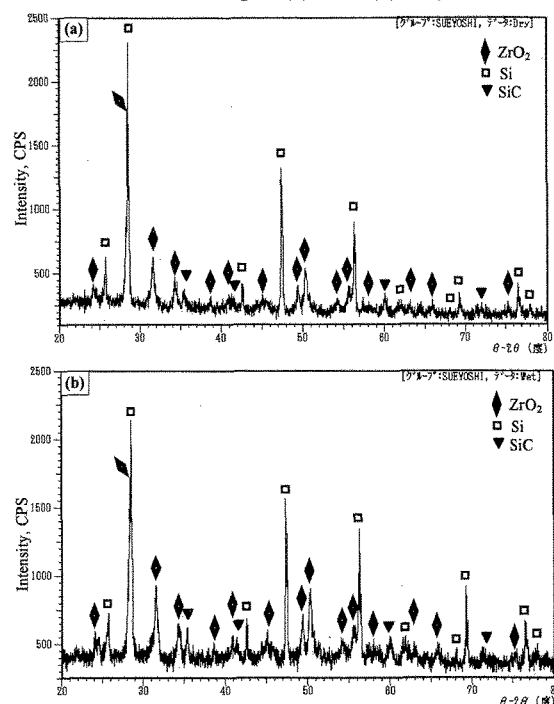 (a)
[ｸﾞﾙｰﾌﾟ:SUEYOSHI, ﾃﾞｰﾀ:Dry]
ZrO₂
Si
SiC
Intensity, CPS
2500
2000
1500
1000
500
20 30 40 50 60 70 80
θ-2θ (度)
(b)
[ｸﾞﾙｰﾌﾟ:SUEYOSHI, ﾃﾞｰﾀ:Wet]
ZrO₂
Si
SiC
Intensity, CPS
2500
2000
1500
1000
500
20 30 40 50 60 70 80
θ-2θ (度)